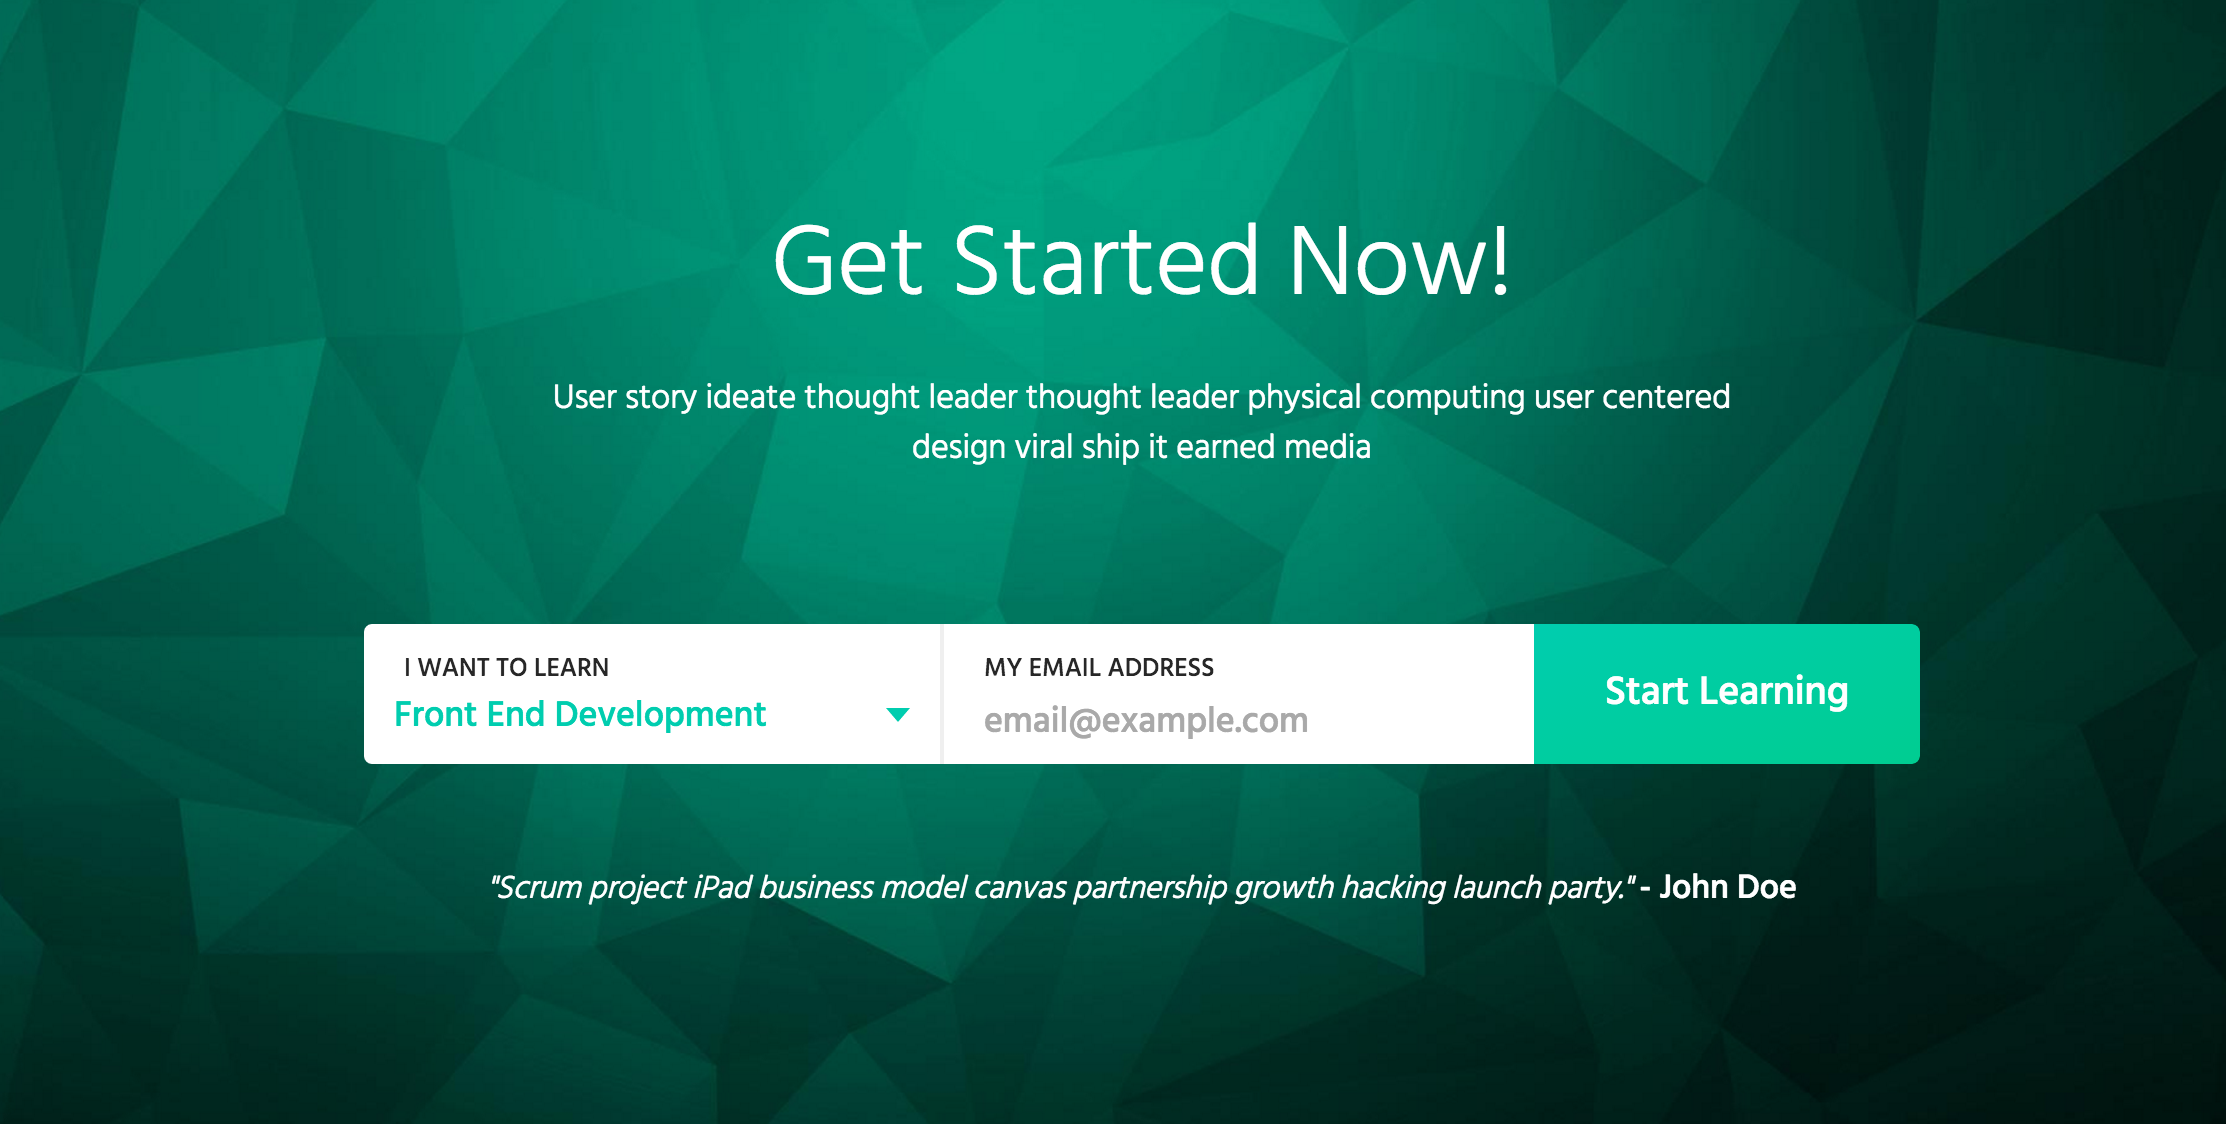 Get Started Now!
User story ideate thought leader thought leader physical computing user centered
design viral ship it earned media
I WANT TO LEARN
Front End Development
MY EMAIL ADDRESS
email@example.com
Start Learning
"Scrum project iPad business model canvas partnership growth hacking launch party." - John Doe